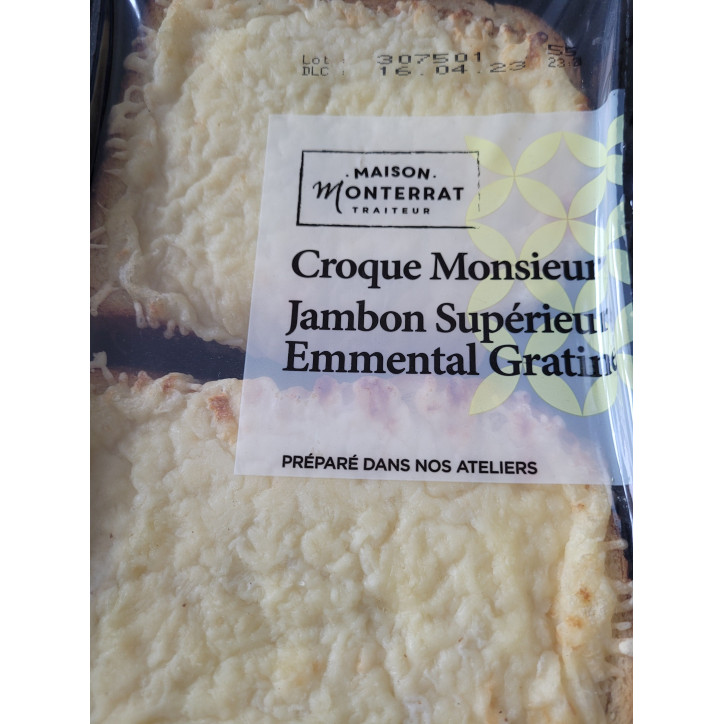 Lot 307501 55
DLC : 16.04.23
MAISON
MONTERRAT
TRAITEUR
Croque Monsieur
Jambon Supérieur
Emmental Gratiné
PRÉPARÉ DANS NOS ATELIERS